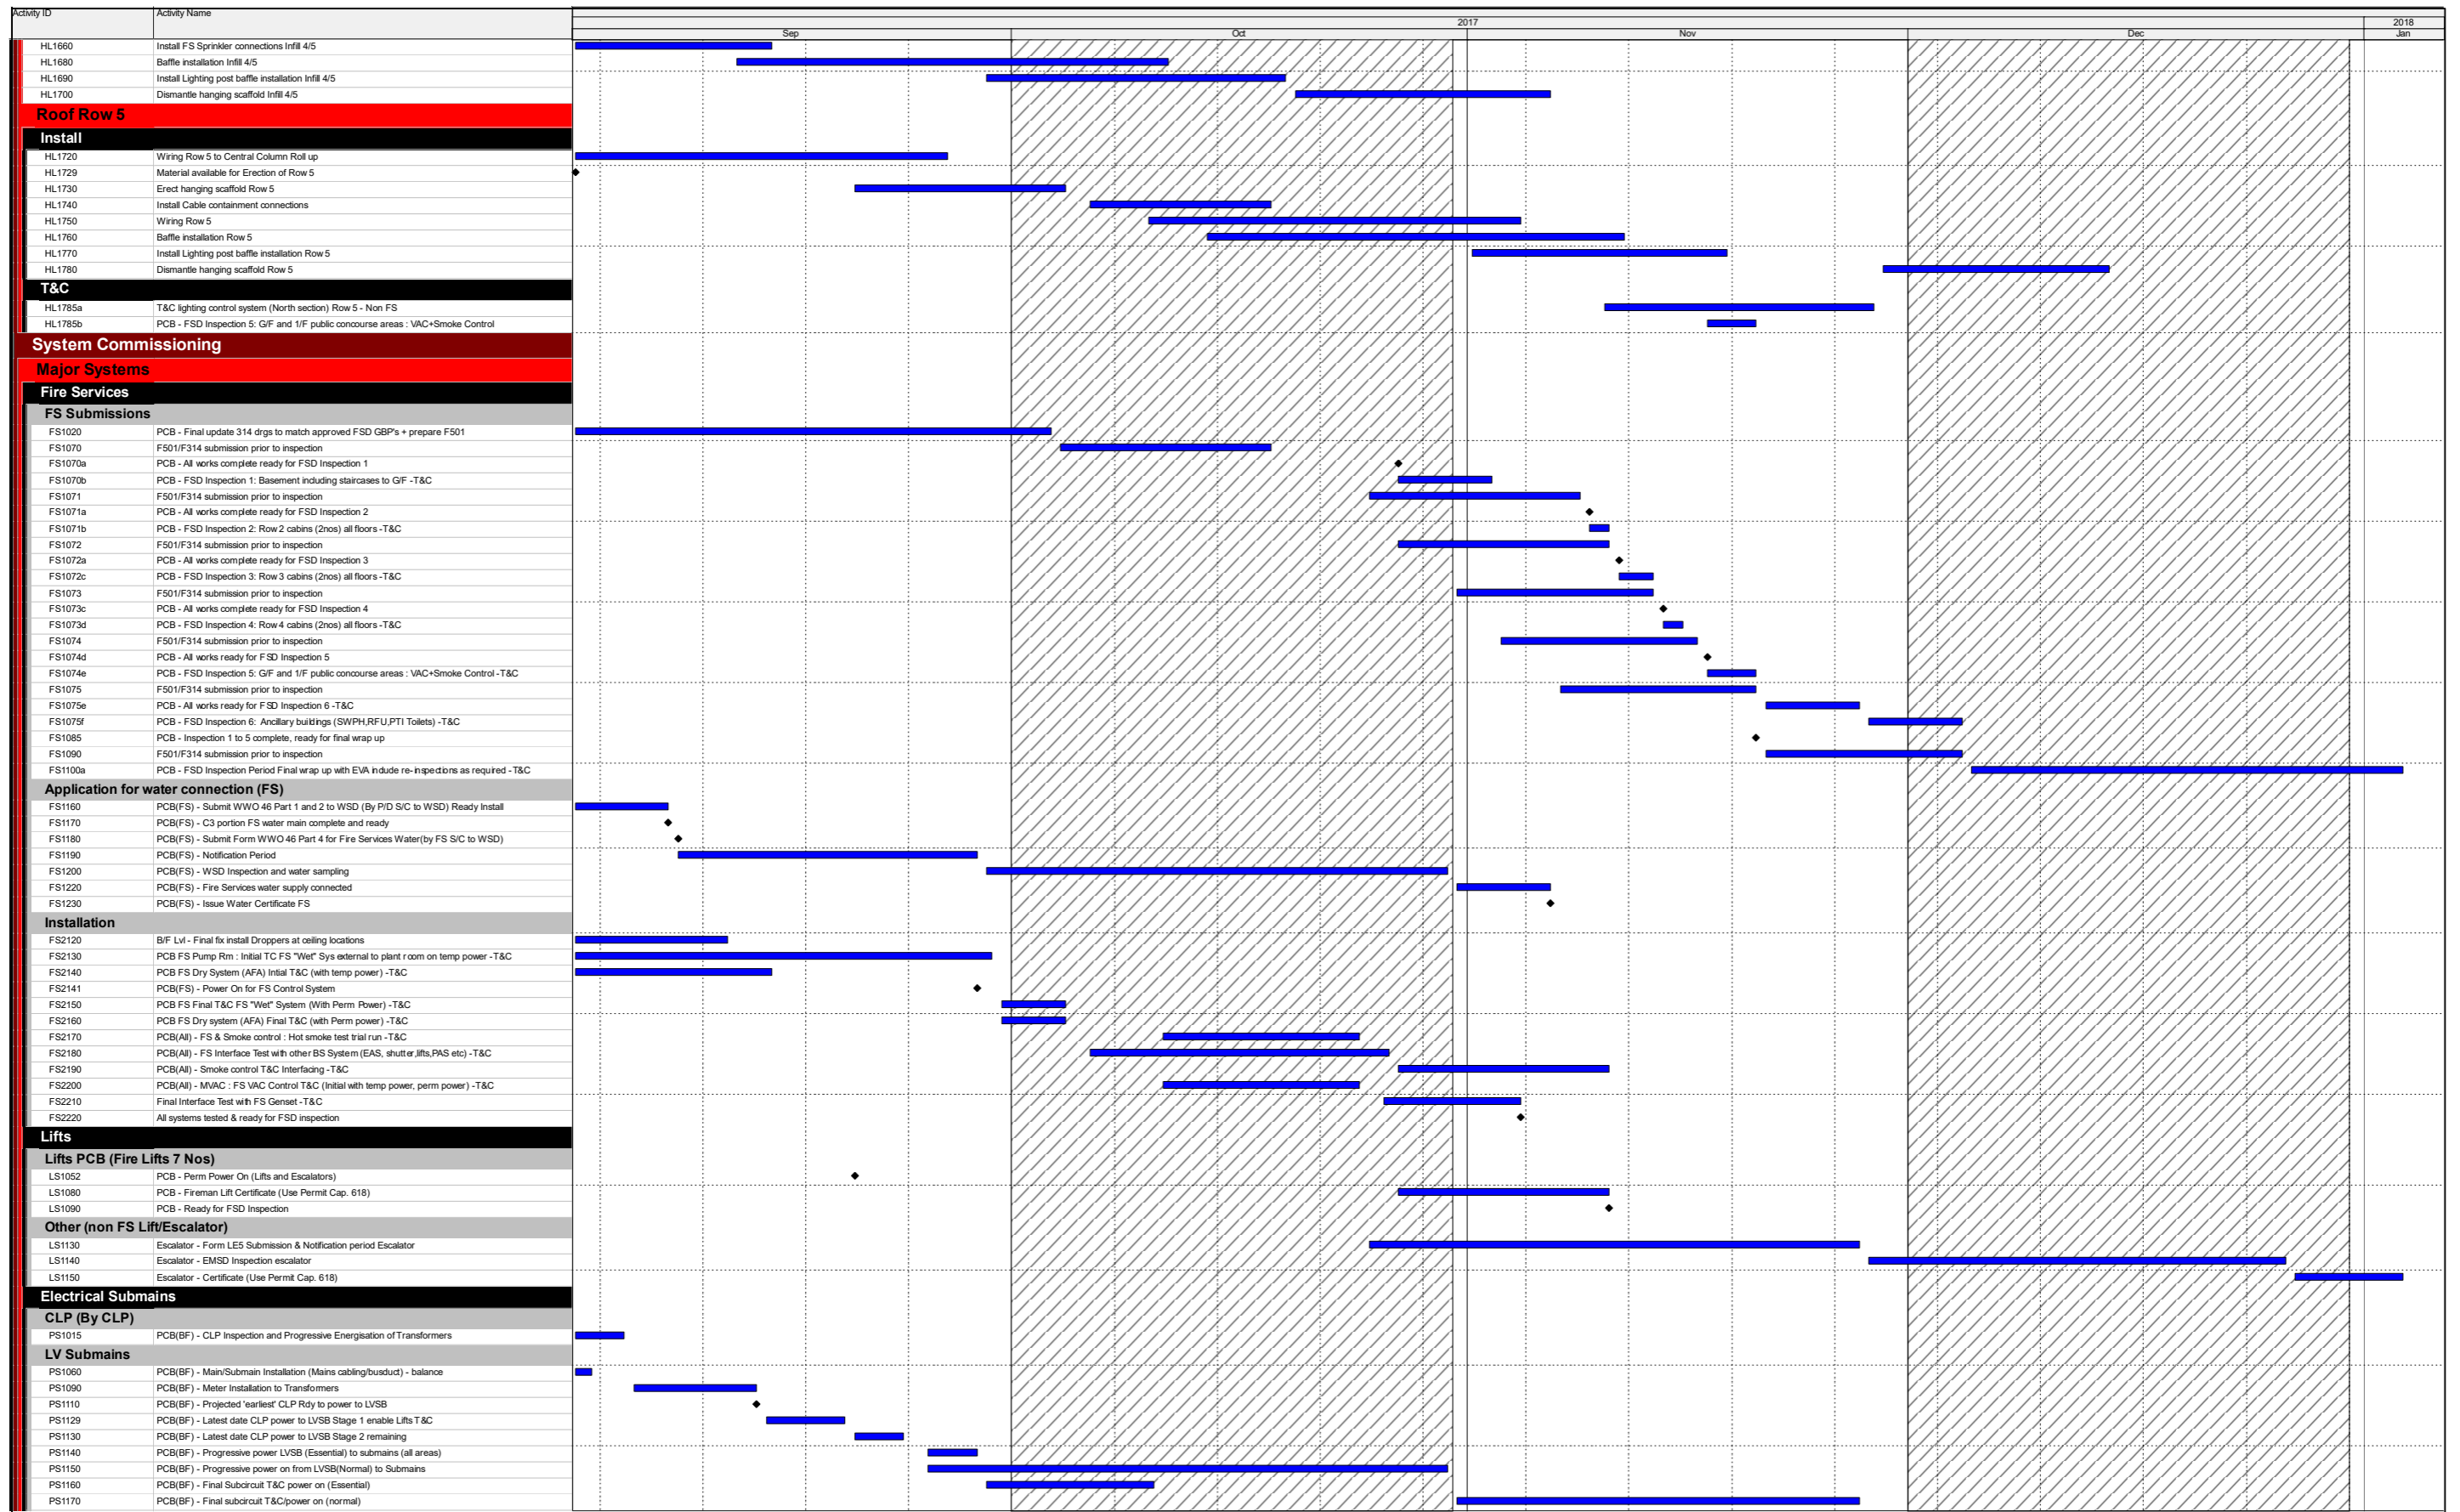 Activity ID Activity Name
2017 2018
Sep Oct Nov Dec Jan
HL1660 Install FS Sprinkler connections Infill 4/5
HL1680 Baffle installation Infill 4/5
HL1690 Install Lighting post baffle installation Infill 4/5
HL1700 Dismantle hanging scaffold Infill 4/5
Roof Row 5
Install
HL1720 Wiring Row 5 to Central Column Roll up
HL1729 Material available for Erection of Row 5
HL1730 Erect hanging scaffold Row 5
HL1740 Install Cable containment connections
HL1750 Wiring Row 5
HL1760 Baffle installation Row 5
HL1770 Install Lighting post baffle installation Row 5
HL1780 Dismantle hanging scaffold Row 5
T&C
HL1785a T&C lighting control system (North section) Row 5 - Non FS
HL1785b PCB - FSD Inspection 5: G/F and 1/F public concourse areas : VAC+Smoke Control
System Commissioning
Major Systems
Fire Services
FS Submissions
FS1020 PCB - Final update 314 drgs to match approved FSD GBP's + prepare F501
FS1070 F501/F314 submission prior to inspection
FS1070a PCB - All works complete ready for FSD Inspection 1
FS1070b PCB - FSD Inspection 1: Basement including staircases to G/F -T&C
FS1071 F501/F314 submission prior to inspection
FS1071a PCB - All works complete ready for FSD Inspection 2
FS1071b PCB - FSD Inspection 2: Row 2 cabins (2nos) all floors -T&C
FS1072 F501/F314 submission prior to inspection
FS1072a PCB - All works complete ready for FSD Inspection 3
FS1072c PCB - FSD Inspection 3: Row 3 cabins (2nos) all floors -T&C
FS1073 F501/F314 submission prior to inspection
FS1073c PCB - All works complete ready for FSD Inspection 4
FS1073d PCB - FSD Inspection 4: Row 4 cabins (2nos) all floors -T&C
FS1074 F501/F314 submission prior to inspection
FS1074d PCB - All works ready for FSD Inspection 5
FS1074e PCB - FSD Inspection 5: G/F and 1/F public concourse areas : VAC+Smoke Control -T&C
FS1075 F501/F314 submission prior to inspection
FS1075e PCB - All works ready for FSD Inspection 6 -T&C
FS1075f PCB - FSD Inspection 6: Ancillary buildings (SWPH,RFU,PTI Toilets) -T&C
FS1085 PCB - Inspection 1 to 5 complete, ready for final wrap up
FS1090 F501/F314 submission prior to inspection
FS1100a PCB - FSD Inspection Period Final wrap up with EVA include re-inspections as required -T&C
Application for water connection (FS)
FS1160 PCB(FS) - Submit WWO 46 Part 1 and 2 to WSD (By P/D S/C to WSD) Ready Install
FS1170 PCB(FS) - C3 portion FS water main complete and ready
FS1180 PCB(FS) - Submit Form WWO 46 Part 4 for Fire Services Water(by FS S/C to WSD)
FS1190 PCB(FS) - Notification Period
FS1200 PCB(FS) - WSD Inspection and water sampling
FS1220 PCB(FS) - Fire Services water supply connected
FS1230 PCB(FS) - Issue Water Certificate FS
Installation
FS2120 B/F Lvl - Final fix install Droppers at ceiling locations
FS2130 PCB FS Pump Rm : Initial TC FS "Wet" Sys external to plant room on temp power -T&C
FS2140 PCB FS Dry System (AFA) Intial T&C (with temp power) -T&C
FS2141 PCB(FS) - Power On for FS Control System
FS2150 PCB FS Final T&C FS "Wet" System (With Perm Power) -T&C
FS2160 PCB FS Dry system (AFA) Final T&C (with Perm power) -T&C
FS2170 PCB(All) - FS & Smoke control : Hot smoke test trial run -T&C
FS2180 PCB(All) - FS Interface Test with other BS System (EAS, shutter,lifts,PAS etc) -T&C
FS2190 PCB(All) - Smoke control T&C Interfacing -T&C
FS2200 PCB(All) - MVAC : FS VAC Control T&C (Initial with temp power, perm power) -T&C
FS2210 Final Interface Test with FS Genset -T&C
FS2220 All systems tested & ready for FSD inspection
Lifts
Lifts PCB (Fire Lifts 7 Nos)
LS1052 PCB - Perm Power On (Lifts and Escalators)
LS1080 PCB - Fireman Lift Certificate (Use Permit Cap. 618)
LS1090 PCB - Ready for FSD Inspection
Other (non FS Lift/Escalator)
LS1130 Escalator - Form LE5 Submission & Notification period Escalator
LS1140 Escalator - EMSD Inspection escalator
LS1150 Escalator - Certificate (Use Permit Cap. 618)
Electrical Submains
CLP (By CLP)
PS1015 PCB(BF) - CLP Inspection and Progressive Energisation of Transformers
LV Submains
PS1060 PCB(BF) - Main/Submain Installation (Mains cabling/busduct) - balance
PS1090 PCB(BF) - Meter Installation to Transformers
PS1110 PCB(BF) - Projected 'earliest' CLP Rdy to power to LVSB
PS1129 PCB(BF) - Latest date CLP power to LVSB Stage 1 enable Lifts T&C
PS1130 PCB(BF) - Latest date CLP power to LVSB Stage 2 remaining
PS1140 PCB(BF) - Progressive power LVSB (Essential) to submains (all areas)
PS1150 PCB(BF) - Progressive power on from LVSB(Normal) to Submains
PS1160 PCB(BF) - Final Subcircuit T&C power on (Essential)
PS1170 PCB(BF) - Final subcircuit T&C/power on (normal)